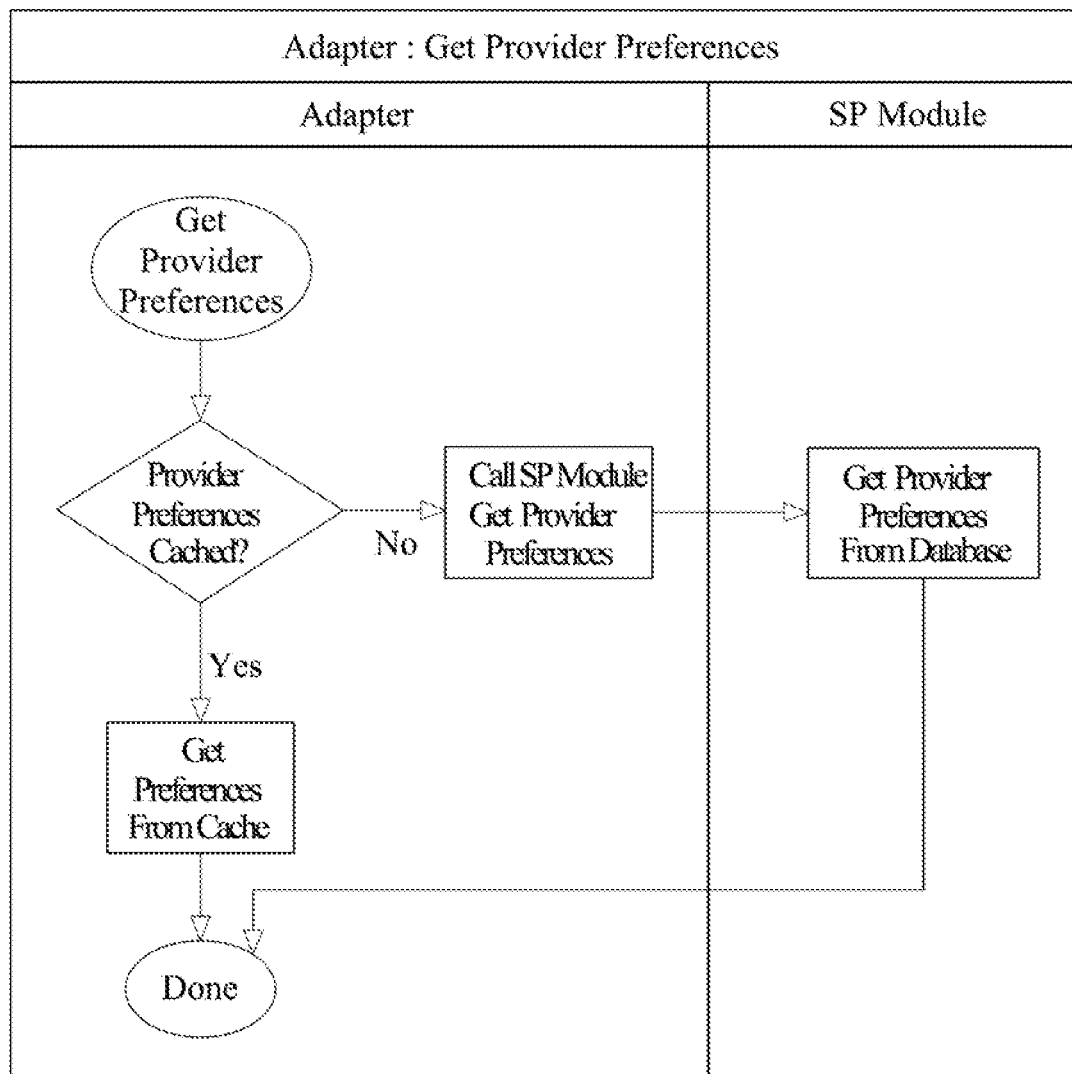 Adapter : Get Provider Preferences
Adapter
SP Module
Get
Provider
Preferences
Provider
Preferences
Cached?
No
Call SP Module
Get Provider
Preferences
Get Provider
Preferences
From Database
Yes
Get
Preferences
From Cache
Done